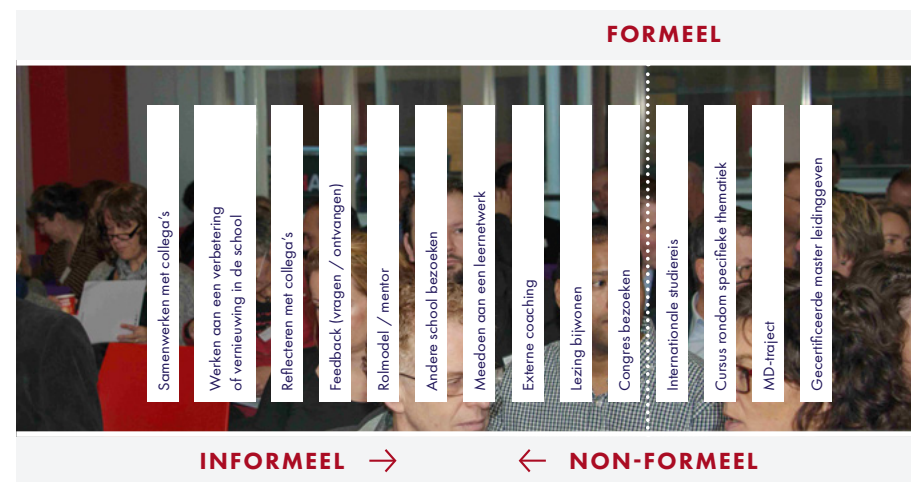 FORMEEL
Samenwerken met collega's
Werken aan een verbetering
of vernieuwing in de school
Reflecteren met collega's
Feedback (vragen / ontvangen)
Rolmodel / mentor
Andere school bezoeken
Meedoen aan een leernetwerk
Externe coaching
Lezing bijwonen
Congres bezoeken
Internationale studiereis
Cursus rondom specifieke thematiek
MD-traject
Gecertificeerde master leidinggeven
INFORMEEL →
← NON-FORMEEL